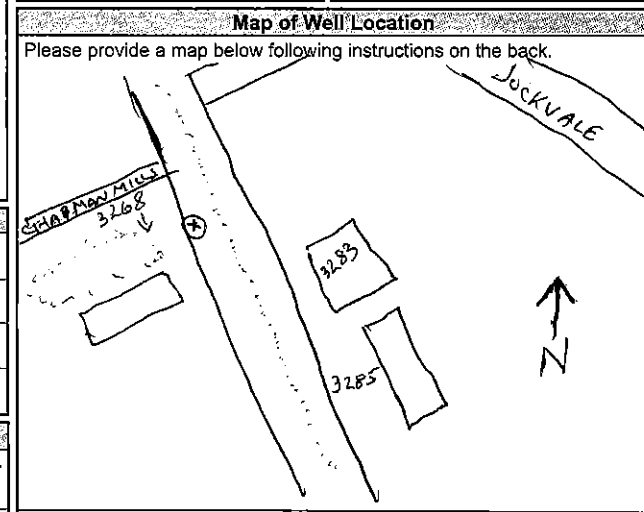 Map of Well Location
Please provide a map below following instructions on the back.
JOCKVALE
CHAPMAN MILLS
3268
3283
3285
N